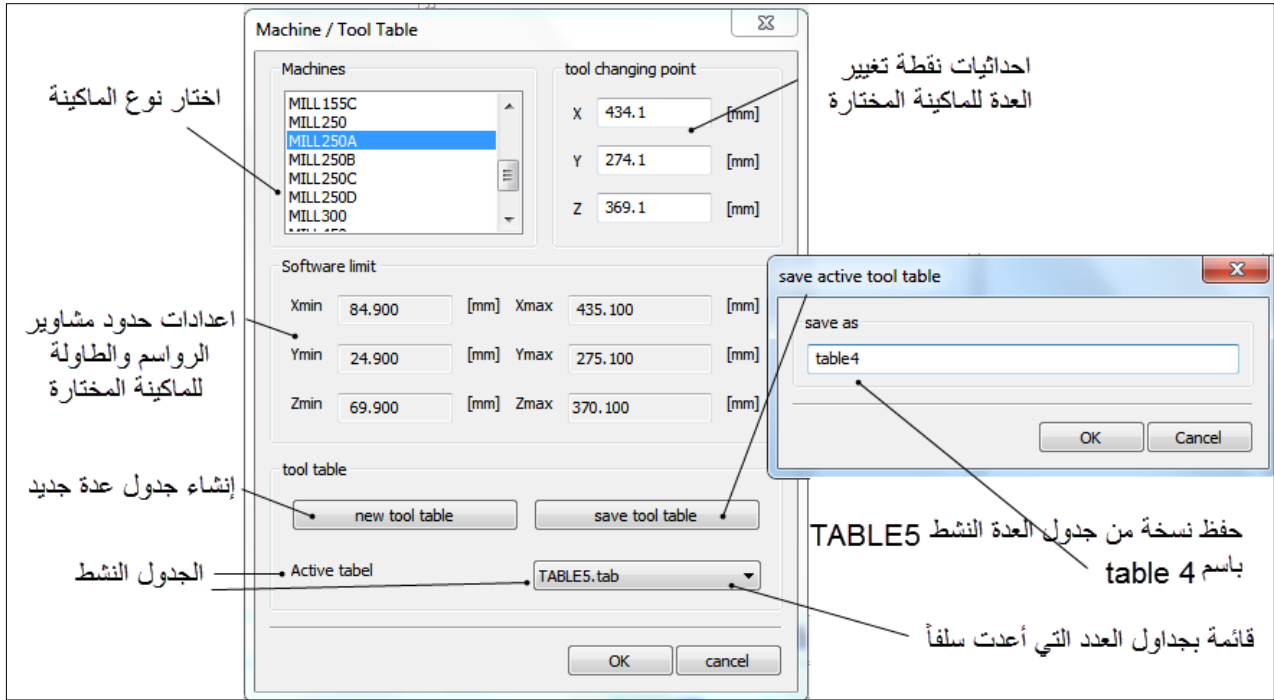 Machine / Tool Table
Machines
MILL155C
MILL250
MILL250A
MILL250B
MILL250C
MILL250D
MILL300
tool changing point
X 434.1 [mm]
Y 274.1 [mm]
Z 369.1 [mm]
Software limit
Xmin 84.900 [mm] Xmax 435.100 [mm]
Ymin 24.900 [mm] Ymax 275.100 [mm]
Zmin 69.900 [mm] Zmax 370.100 [mm]
tool table
new tool table save tool table
Active tabel TABLE5.tab
OK cancel
اختار نوع الماكينة
اعدادات حدود مشاوير
الرواسم والطاولة
للماكينة المختارة
إنشاء جدول عدة جديد
الجدول النشط
احداثيات نقطة تغيير
العدة للماكينة المختارة
save active tool table
save as
table4
OK Cancel
حفظ نسخة من جدول العدة النشط TABLE5
باسم table 4
قائمة بجداول العدد التي أعدت سلفاً